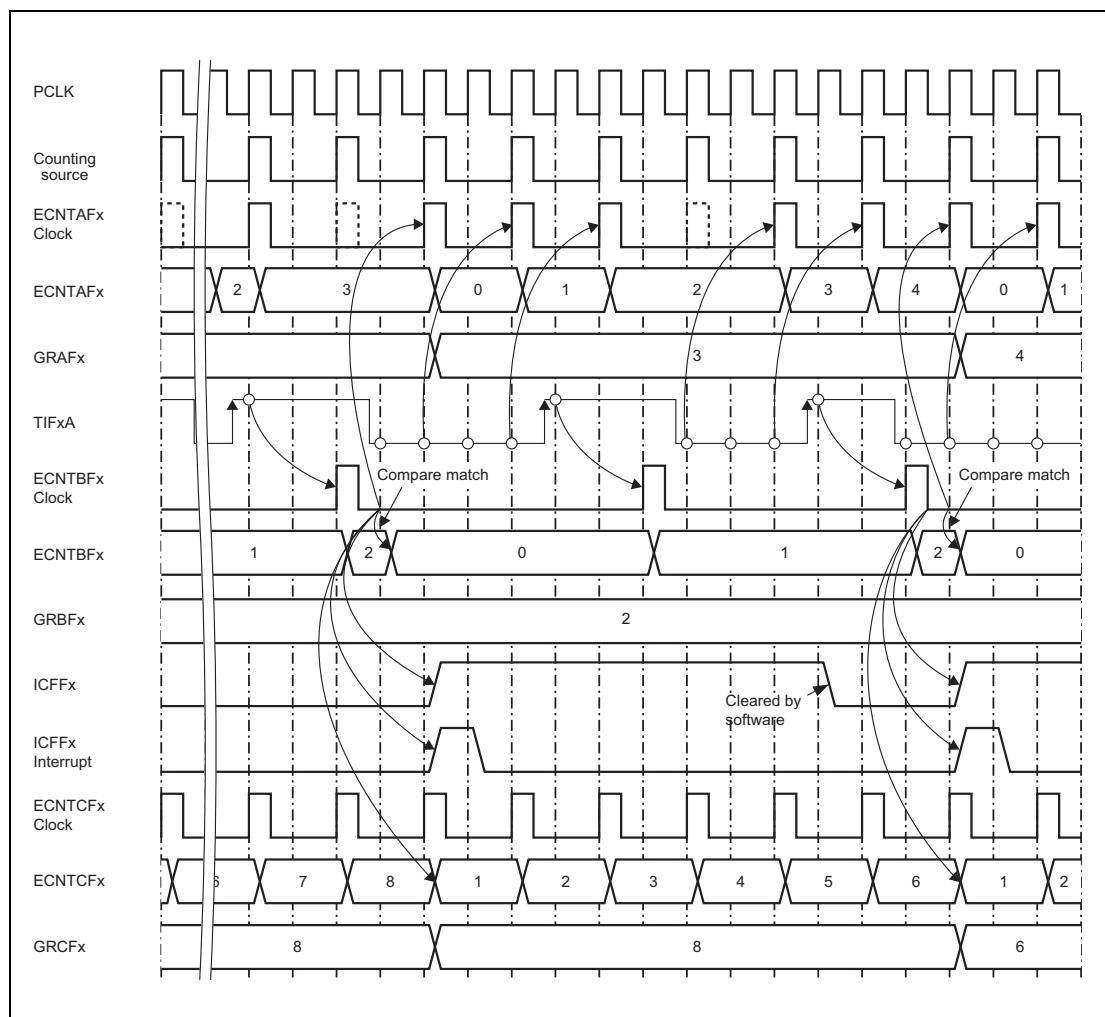 PCLK
Counting
source
ECNTAFx
Clock
ECNTAFx
2 3 0 1 2 3 4 0 1
GRAFx
3 4
TIFxA
ECNTBFx
Clock
Compare match Compare match
ECNTBFx
1 2 0 1 2 0
GRBFx
2
ICFFx
Cleared by
software
ICFFx
Interrupt
ECNTCFx
Clock
ECNTCFx
6 7 8 1 2 3 4 5 6 1 2
GRCFx
8 8 6